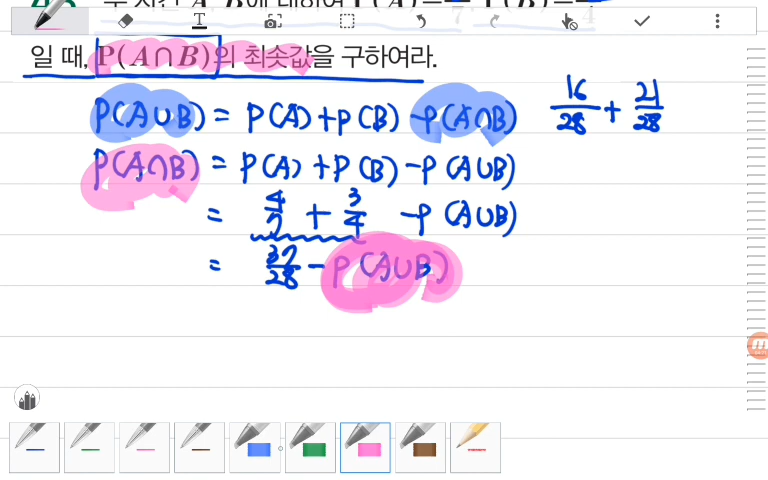 일 때, P(A∩B)의 최솟값을 구하여라.
P(A∪B) = P(A)+P(B) -P(A∩B) 16/28 + 21/28
P(A∩B) = P(A)+P(B)-P(A∪B)
= 4/7 + 3/4 -P(A∪B)
= 37/28 - P(A∪B)